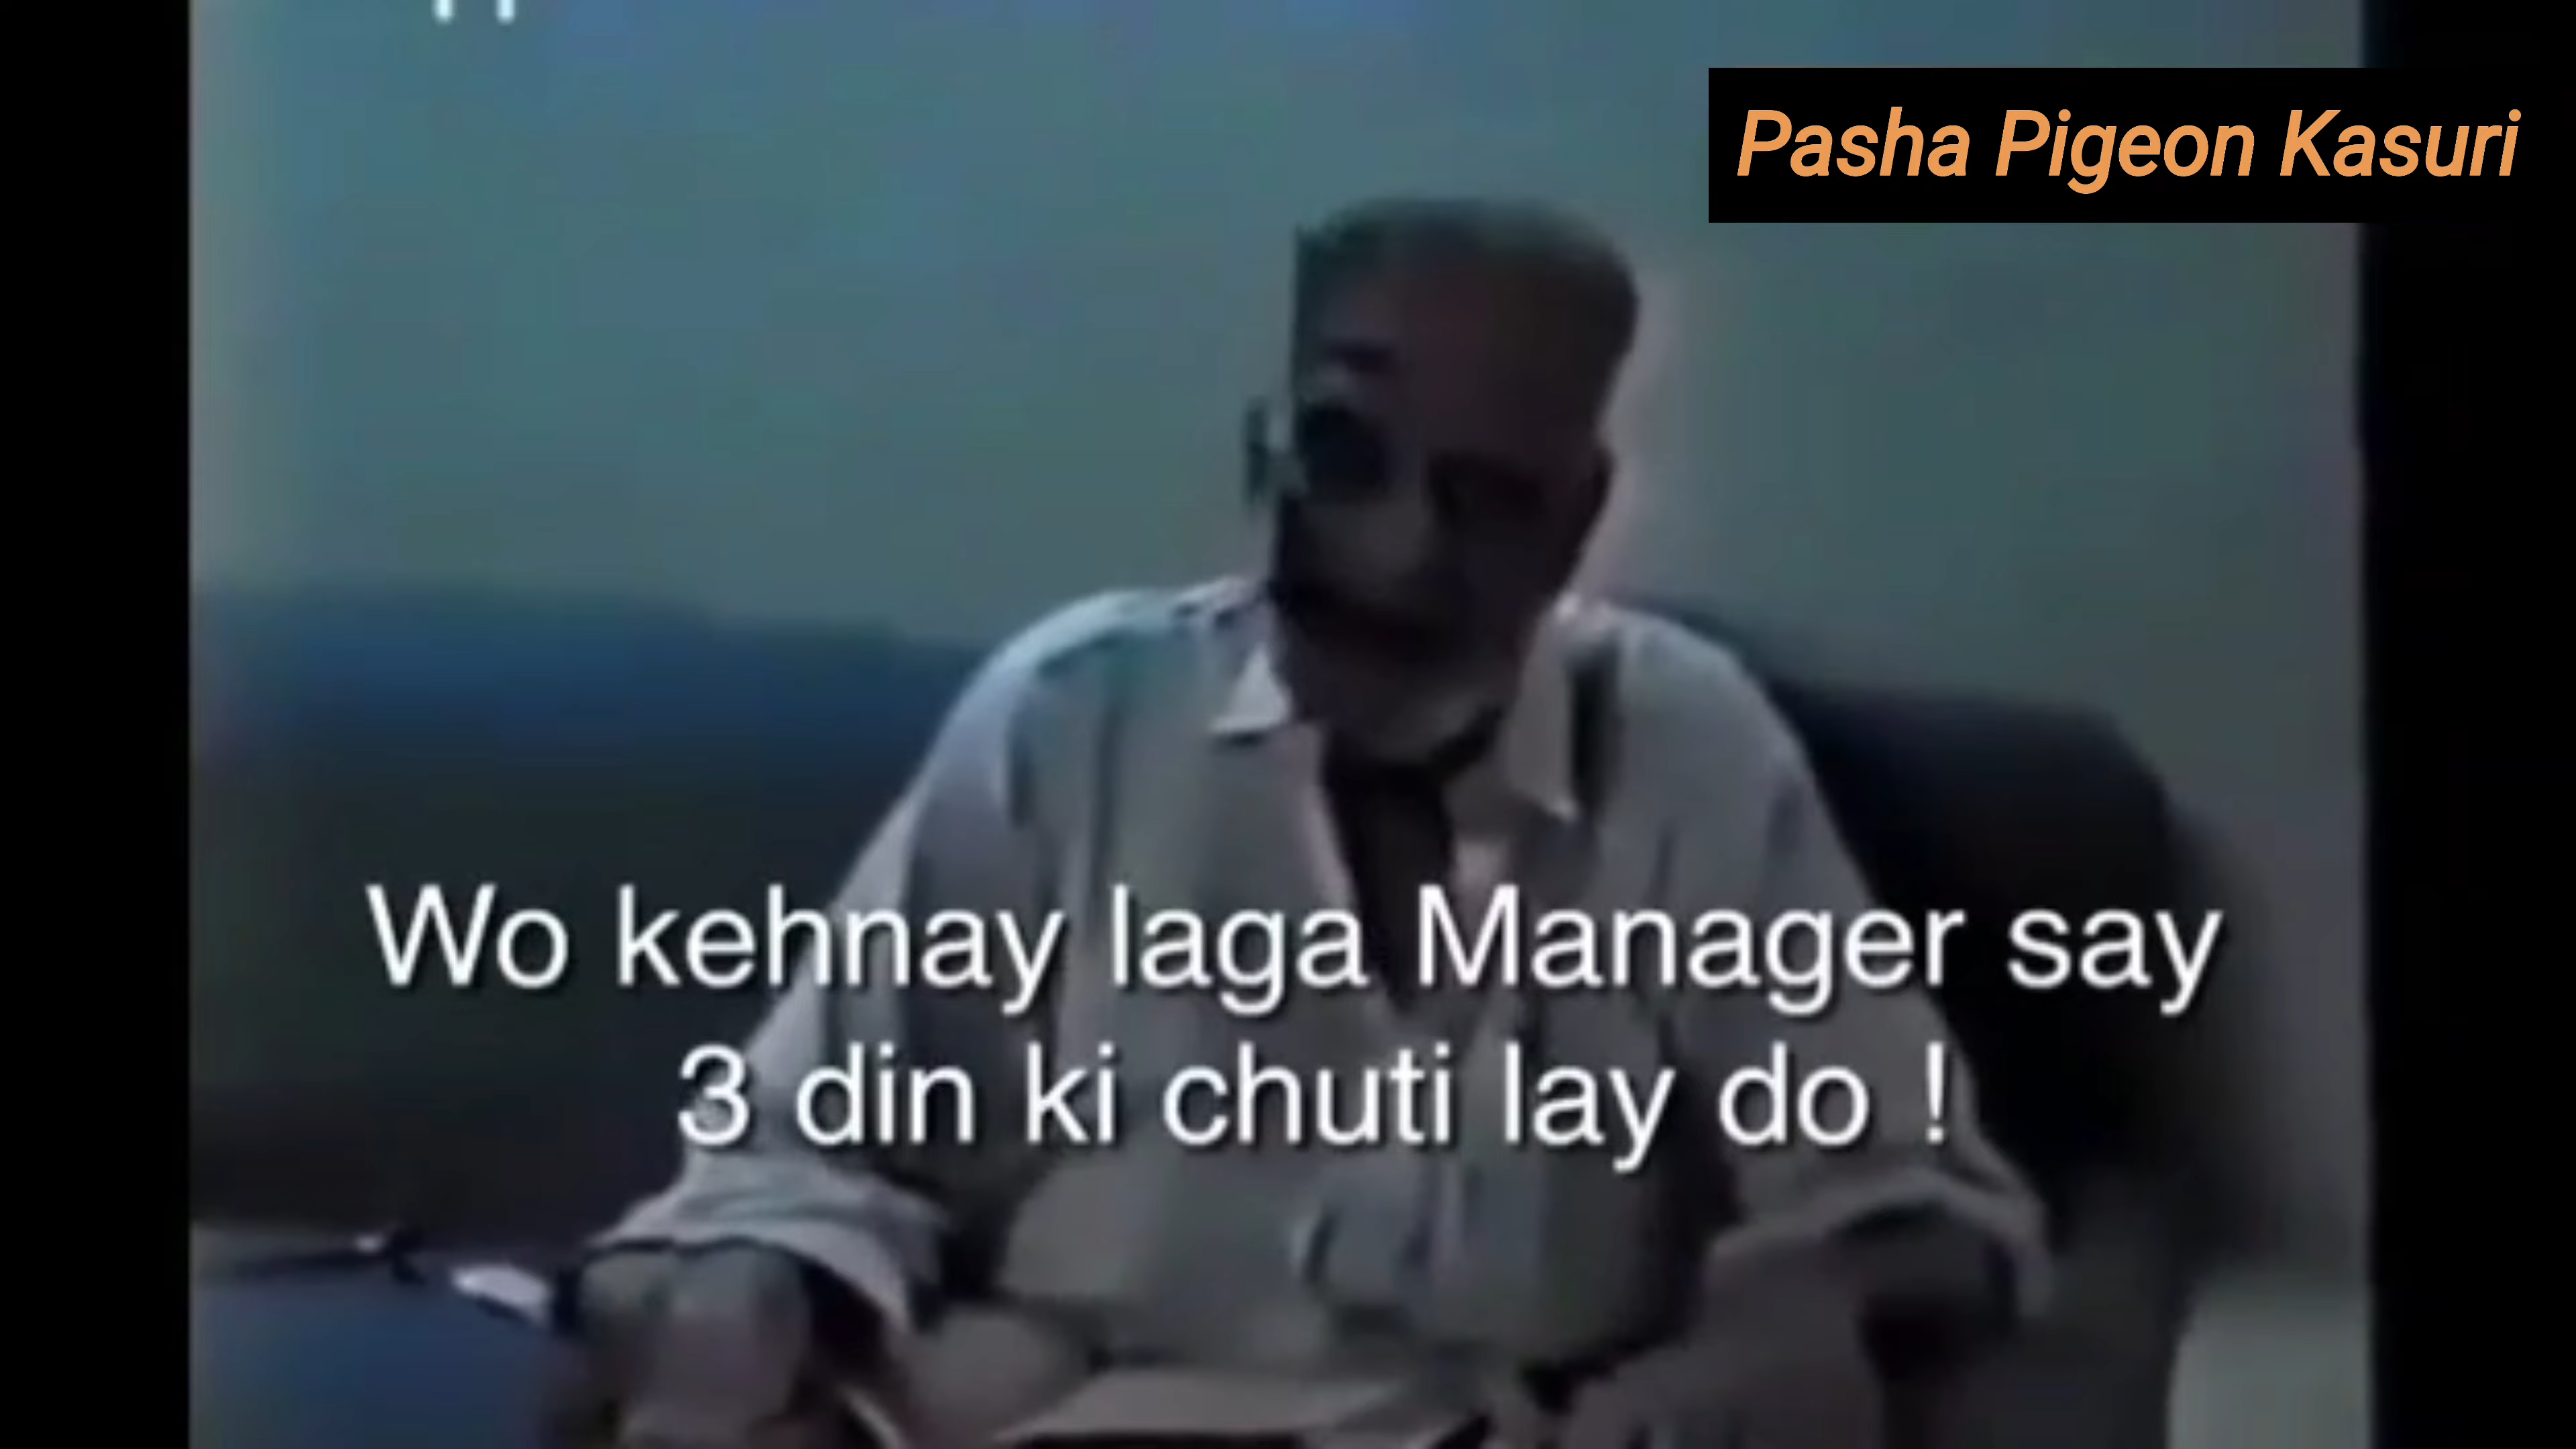 Pasha Pigeon Kasuri
Wo kehnay laga Manager say
3 din ki chuti lay do !